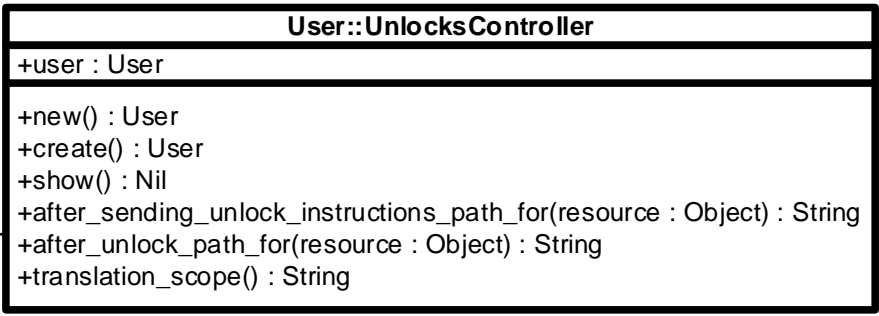 User::UnlocksController
+user : User
+new() : User
+create() : User
+show() : Nil
+after_sending_unlock_instructions_path_for(resource : Object) : String
+after_unlock_path_for(resource : Object) : String
+translation_scope() : String